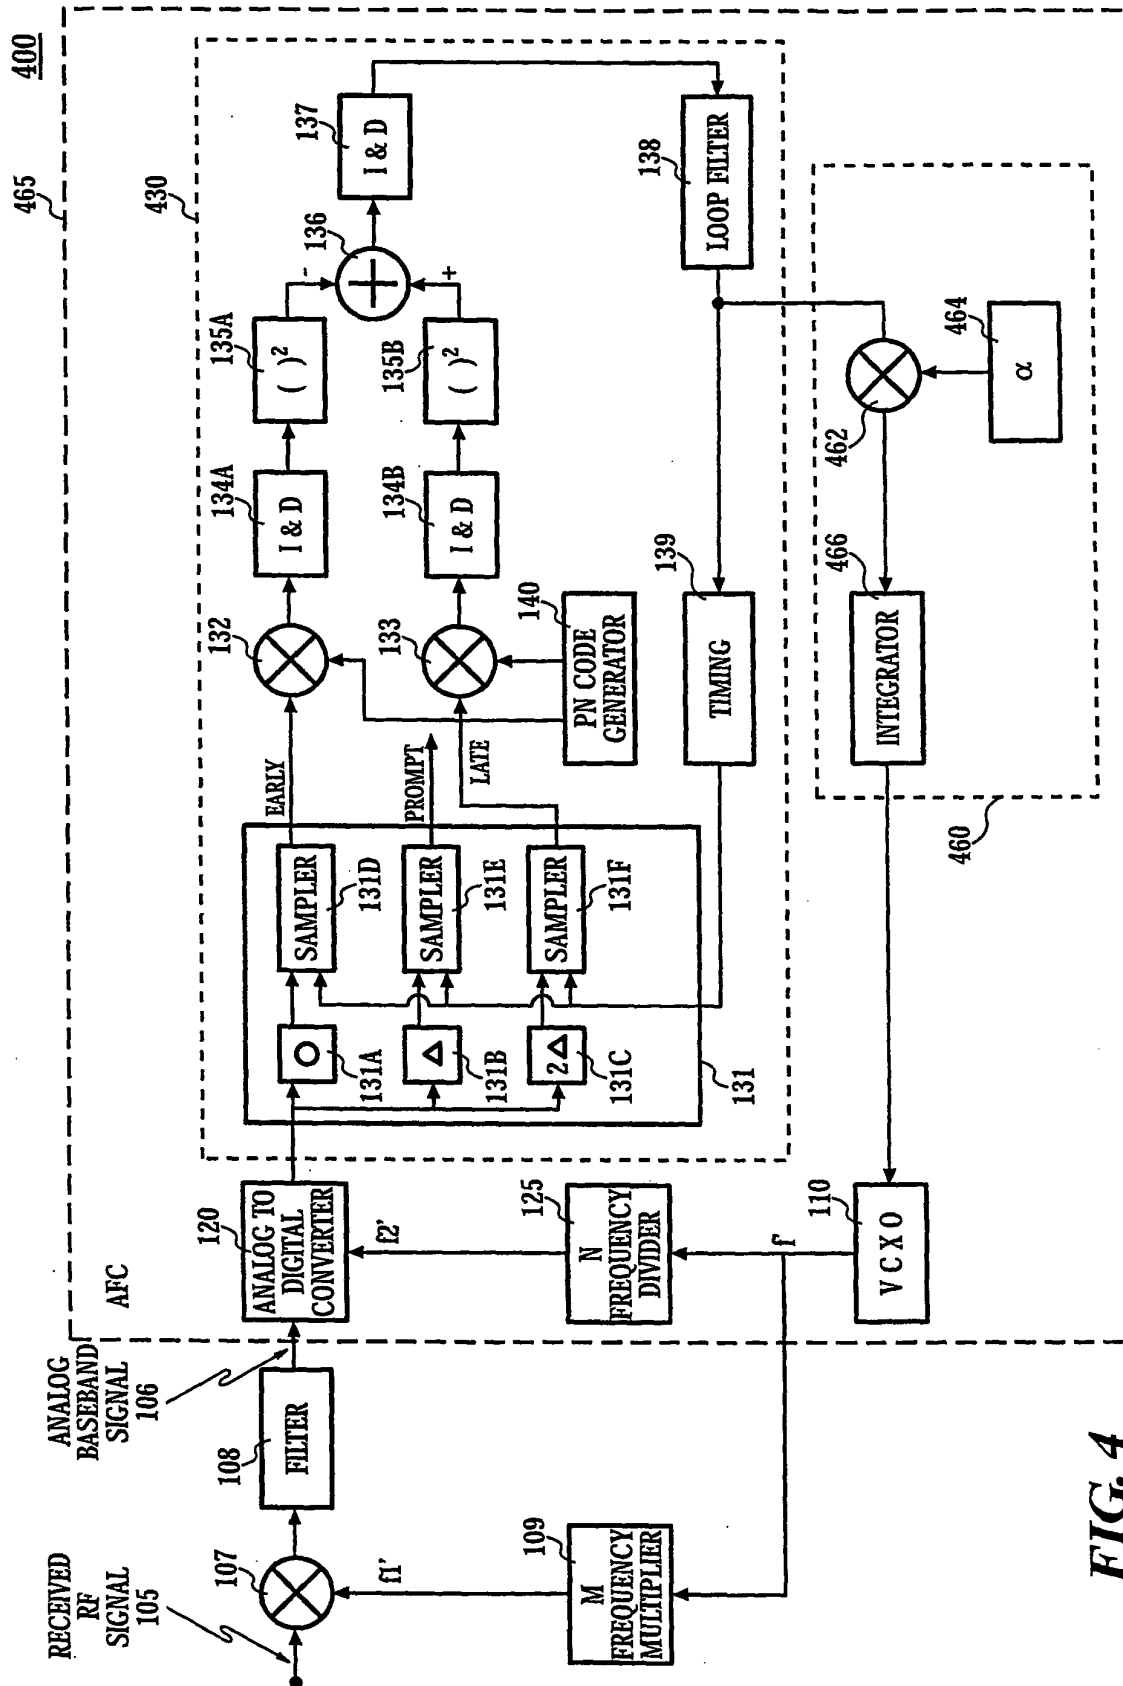 400
465
AFC
430
RECEIVED
RF
SIGNAL
105
107
ANALOG
BASEBAND
SIGNAL
106
108
FILTER
120
ANALOG TO
DIGITAL
CONVERTER
131A
Δ
131B
2Δ
131C
SAMPLER
131D
SAMPLER
131E
SAMPLER
131F
131
EARLY
PROMPT
LATE
132
133
134A
I & D
134B
I & D
135A
( )²
135B
( )²
-
+
136
137
I & D
140
PN CODE
GENERATOR
139
TIMING
138
LOOP FILTER
f1'
109
M
FREQUENCY
MULTIPLIER
f2'
125
N
FREQUENCY
DIVIDER
f'
110
VCXO
466
INTEGRATOR
462
464
α
460
FIG. 4